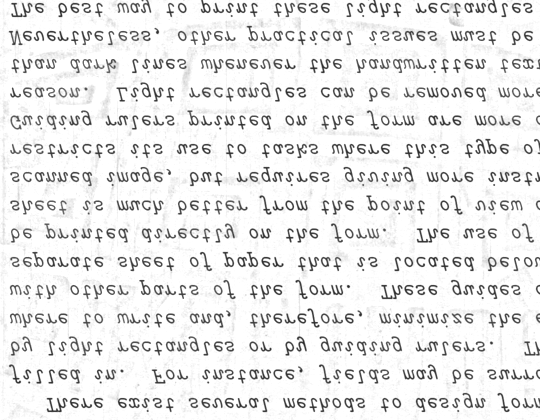 There exist several methods to design form
filled in. For instance, fields may be surro
by light rectangles or by guiding rulers. Th
where to write and, therefore, minimize the
with other parts of the form. These guides
separate sheet of paper that is located below
be printed directly on the form. The use of
sheet is much better from the point of view
scanned image, but requires giving more instr
restricts its use to tasks where this type of
Guiding rulers printed on the form are more
reason. Light rectangles can be removed more
than dark lines whenever the handwritten text
Nevertheless, other practical issues must be
The best way to print these light rectangles